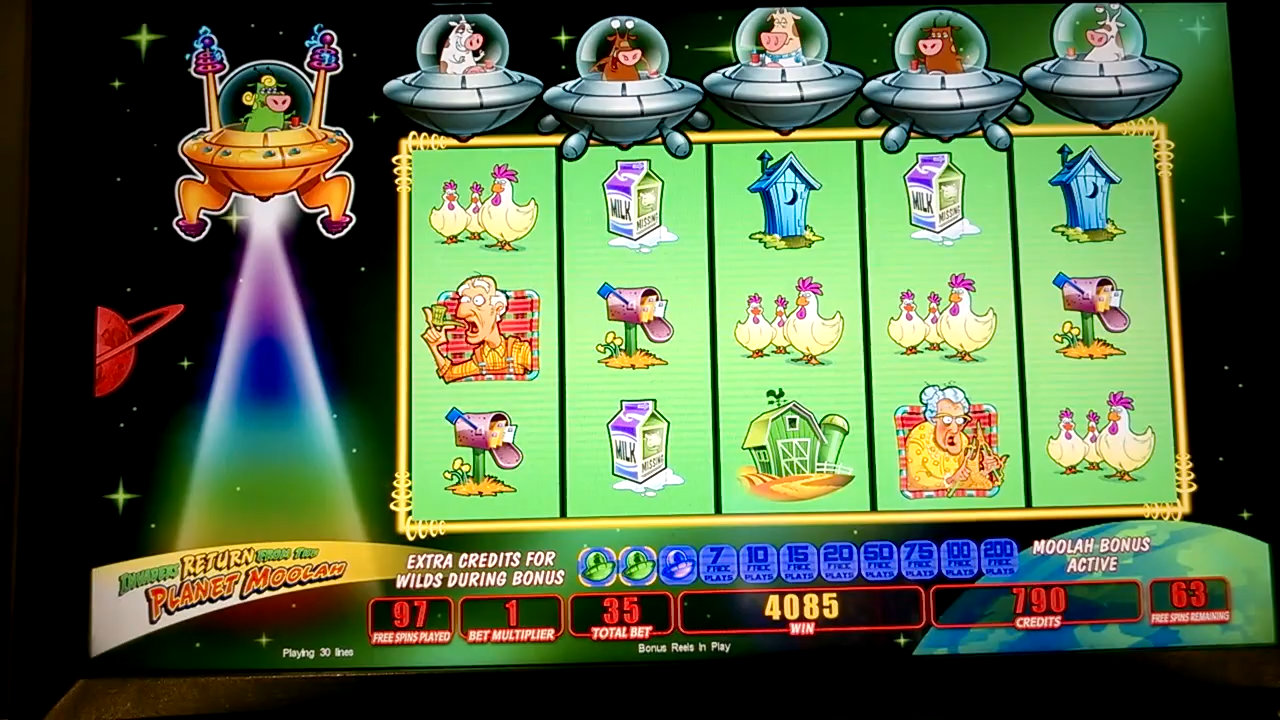 MILK
MISSING
MILK
MISSING
MILK
MISSING
INVADERS RETURN FROM THE
PLANET MOOLAH
EXTRA CREDITS FOR
WILDS DURING BONUS
7 FREE PLAYS
10 FREE PLAYS
15 FREE PLAYS
20 FREE PLAYS
50 FREE PLAYS
75 FREE PLAYS
100 FREE PLAYS
200 FREE PLAYS
MOOLAH BONUS
ACTIVE
97
FREE SPINS PLAYED
1
BET MULTIPLIER
35
TOTAL BET
4085
WIN
790
CREDITS
63
FREE SPINS REMAINING
Playing 30 lines
Bonus Reels In Play